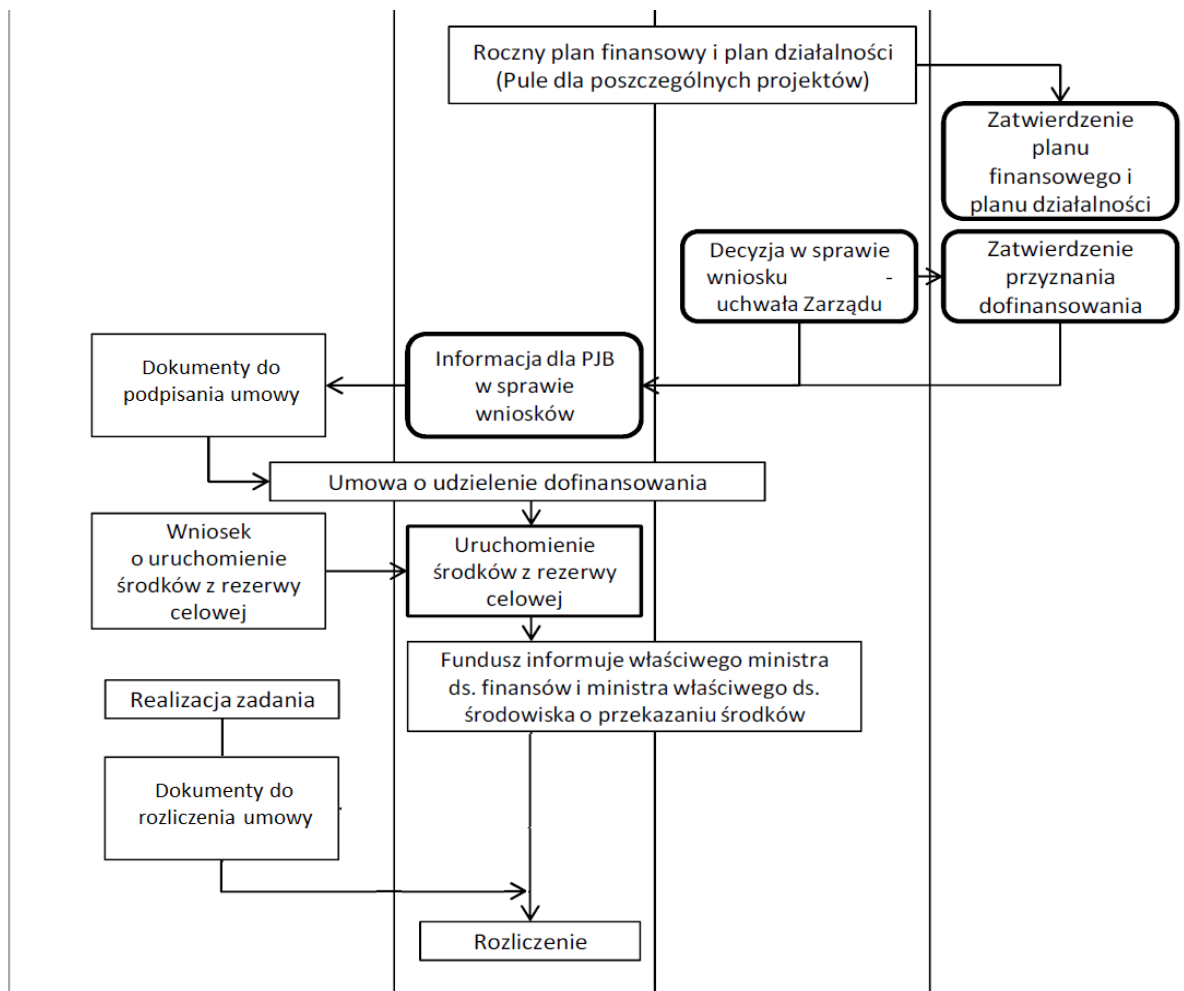 Roczny plan finansowy i plan działalności
(Pule dla poszczególnych projektów)
Zatwierdzenie
planu
finansowego i
planu działalności
Decyzja w sprawie
wniosku -
uchwała Zarządu
Zatwierdzenie
przyznania
dofinansowania
Dokumenty do
podpisania umowy
Informacja dla PJB
w sprawie
wniosków
Umowa o udzielenie dofinansowania
Wniosek
o uruchomienie
środków z rezerwy
celowej
Uruchomienie
środków z rezerwy
celowej
Fundusz informuje właściwego ministra
ds. finansów i ministra właściwego ds.
środowiska o przekazaniu środków
Realizacja zadania
Dokumenty do
rozliczenia umowy
Rozliczenie